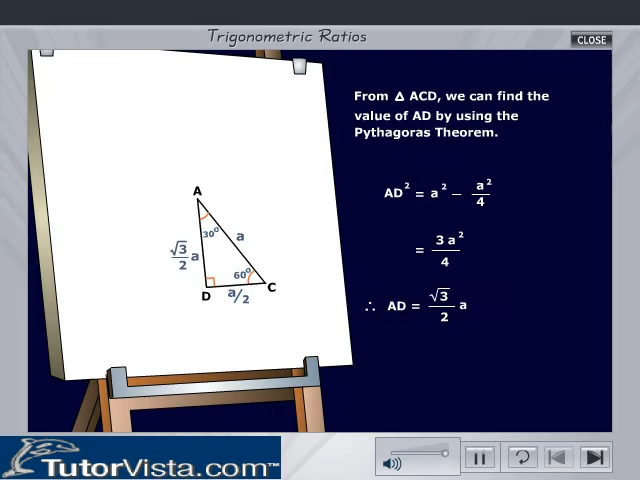 Trigonometric Ratios
CLOSE
From Δ ACD, we can find the
value of AD by using the
Pythagoras Theorem.
AD² = a² − a²/4
= 3a²/4
∴ AD = √3/2 a
A
30°
a
√3/2 a
60°
D
a/2
C
TutorVista.com™